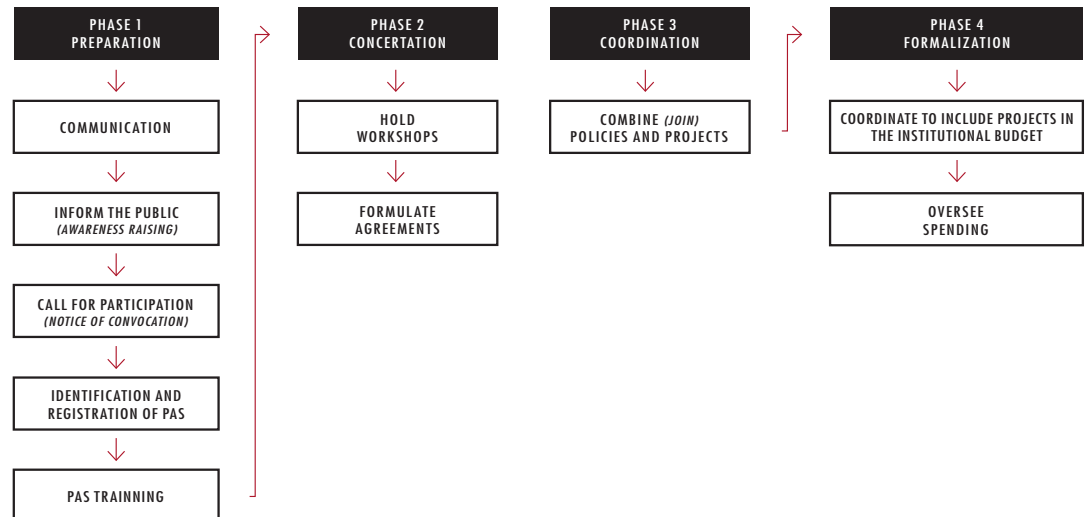 PHASE 1
PREPARATION
COMMUNICATION
INFORM THE PUBLIC
(AWARENESS RAISING)
CALL FOR PARTICIPATION
(NOTICE OF CONVOCATION)
IDENTIFICATION AND
REGISTRATION OF PAS
PAS TRAINNING
PHASE 2
CONCERTATION
HOLD
WORKSHOPS
FORMULATE
AGREEMENTS
PHASE 3
COORDINATION
COMBINE (JOIN)
POLICIES AND PROJECTS
PHASE 4
FORMALIZATION
COORDINATE TO INCLUDE PROJECTS IN
THE INSTITUTIONAL BUDGET
OVERSEE
SPENDING